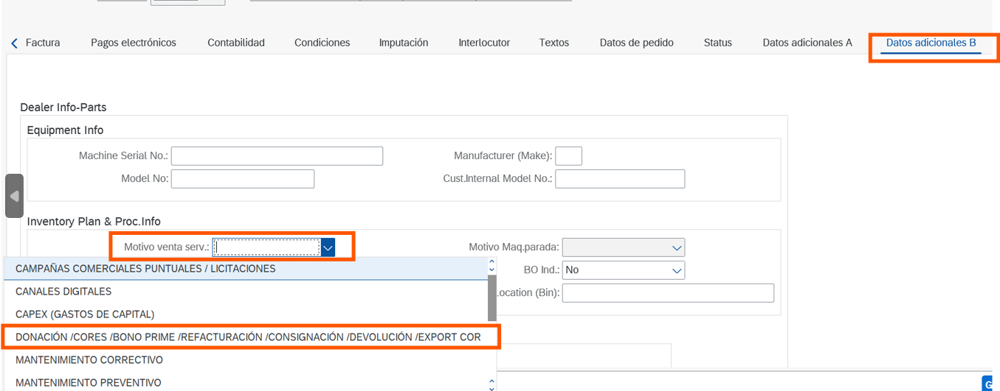 Factura Pagos electrónicos Contabilidad Condiciones Imputación Interlocutor Textos Datos de pedido Status Datos adicionales A Datos adicionales B
Dealer Info-Parts
Equipment Info
Machine Serial No.: Manufacturer (Make):
Model No: Cust.Internal Model No.:
Inventory Plan & Proc.Info
Motivo venta serv.: Motivo Maq.parada:
CAMPAÑAS COMERCIALES PUNTUALES / LICITACIONES
BO Ind.: No
CANALES DIGITALES
ocation (Bin):
CAPEX (GASTOS DE CAPITAL)
DONACIÓN /CORES /BONO PRIME /REFACTURACIÓN /CONSIGNACIÓN /DEVOLUCIÓN /EXPORT COR
MANTENIMIENTO CORRECTIVO
MANTENIMIENTO PREVENTIVO
G